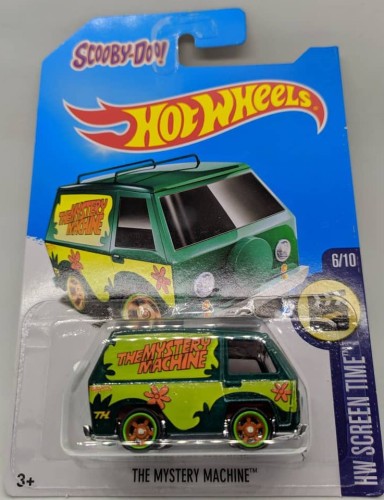 SCOOBY-DOO!
HOT WHEELS
THE MYSTERY
MACHINE
6/10
HW SCREEN TIME™
THE MYSTERY
MACHINE
TH
3+
THE MYSTERY MACHINE™